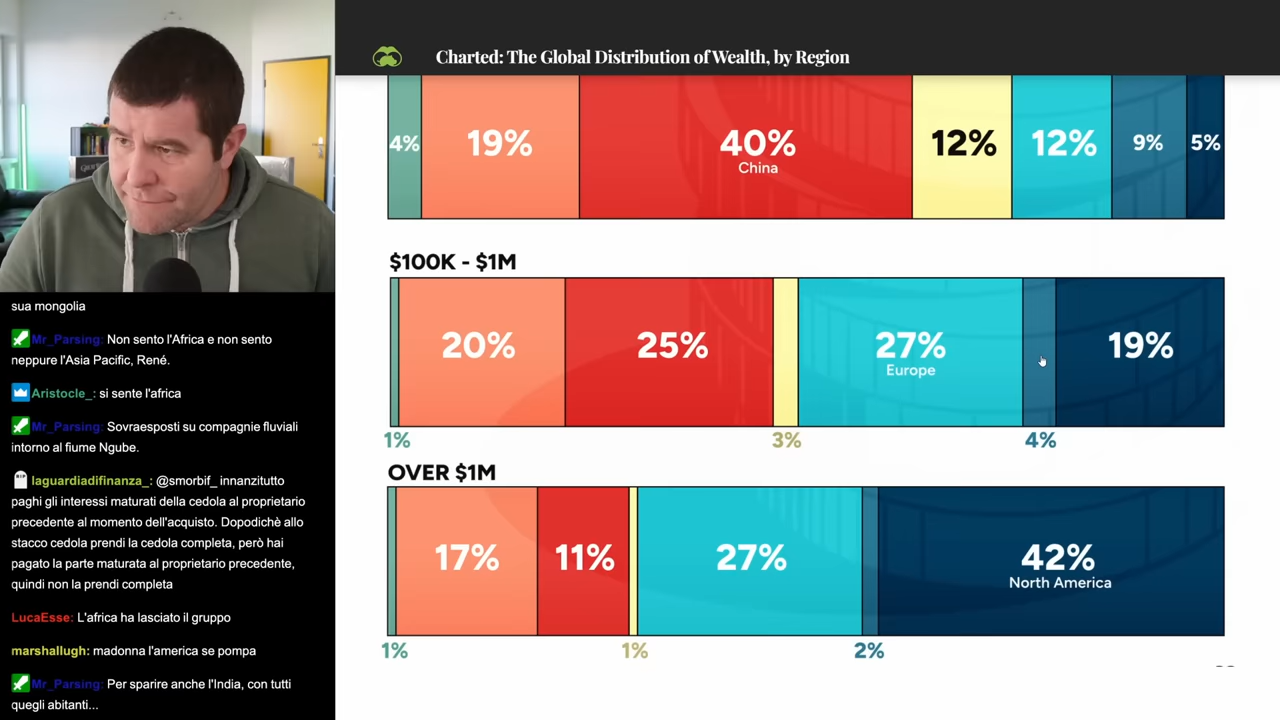 Charted: The Global Distribution of Wealth, by Region
4%
19%
40%
China
12%
12%
9%
5%
$100K - $1M
20%
25%
27%
Europe
19%
1%
3%
4%
OVER $1M
17%
11%
27%
42%
North America
1%
1%
2%
sua mongolia
Mr_Parsing: Non sento l'Africa e non sento
neppure l'Asia Pacific, René.
Aristocle_: si sente l'africa
Mr_Parsing: Sovraesposti su compagnie fluviali
intorno al fiume Ngube.
laguardiadifinanza_: @smorbif_ innanzitutto
paghi gli interessi maturati della cedola al proprietario
precedente al momento dell'acquisto. Dopodichè allo
stacco cedola prendi la cedola completa, però hai
pagato la parte maturata al proprietario precedente,
quindi non la prendi completa
LucaEsse: L'africa ha lasciato il gruppo
marshallugh: madonna l'america se pompa
Mr_Parsing: Per sparire anche l'India, con tutti
quegli abitanti...